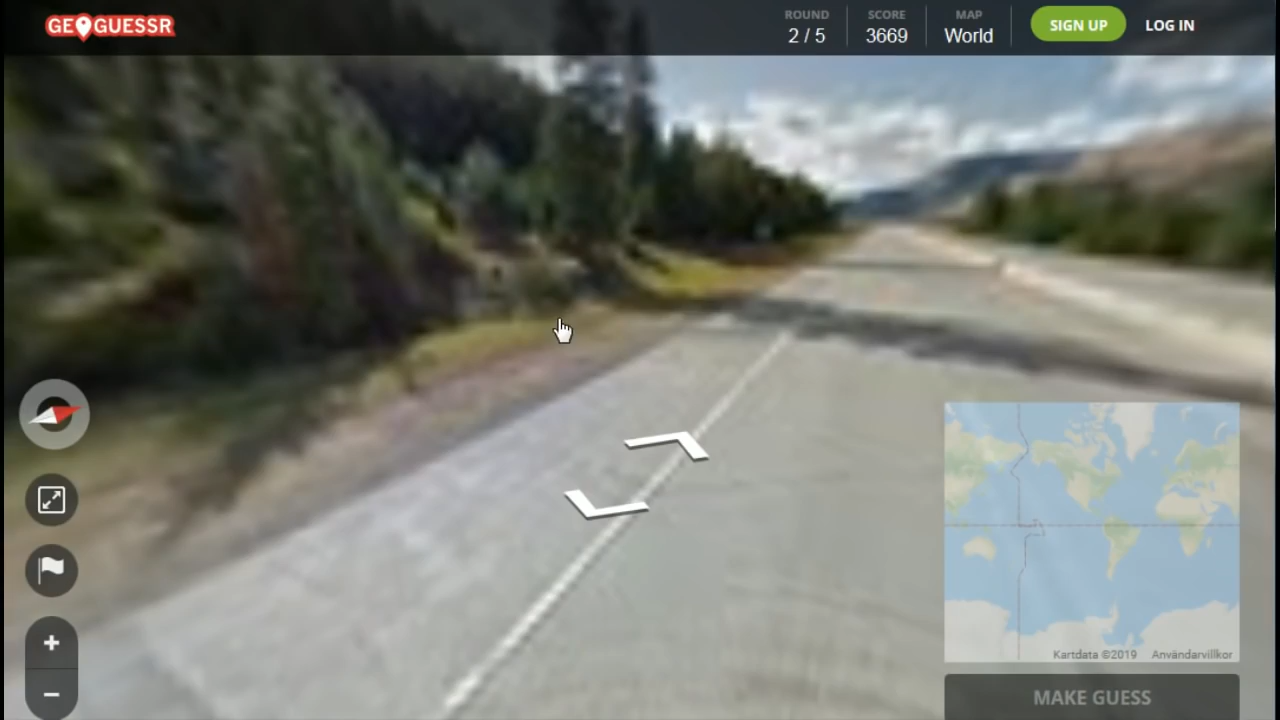 GEOGUESSR
ROUND
2 / 5
SCORE
3669
MAP
World
SIGN UP
LOG IN
Kartdata ©2019 Användarvillkor
MAKE GUESS